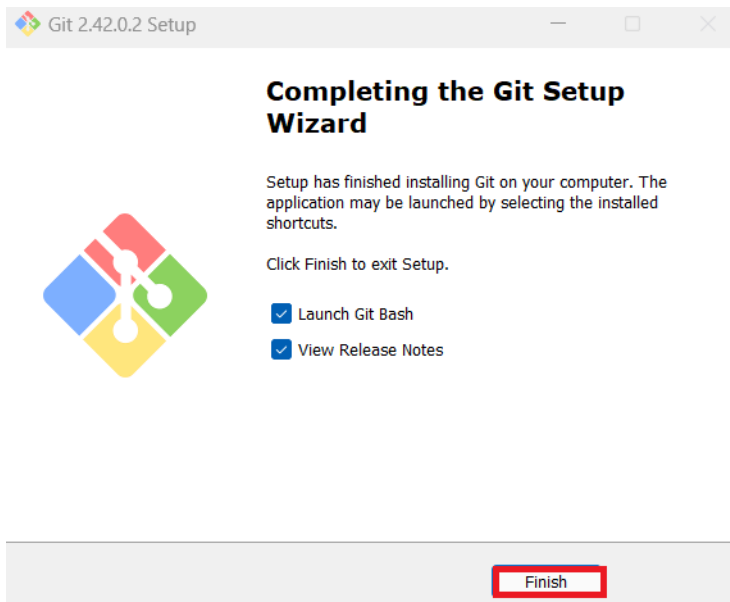 Git 2.42.0.2 Setup
Completing the Git Setup
Wizard
Setup has finished installing Git on your computer. The
application may be launched by selecting the installed
shortcuts.
Click Finish to exit Setup.
Launch Git Bash
View Release Notes
Finish